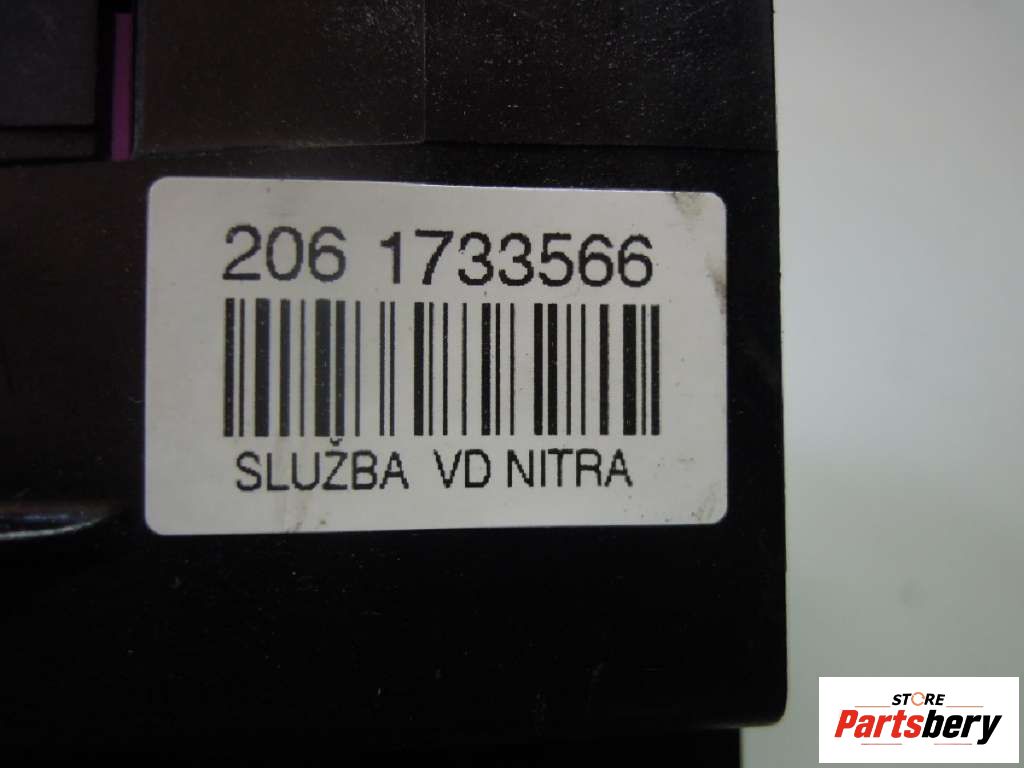 206 1733566
SLUŽBA VD NITRA
STORE
Partsbery